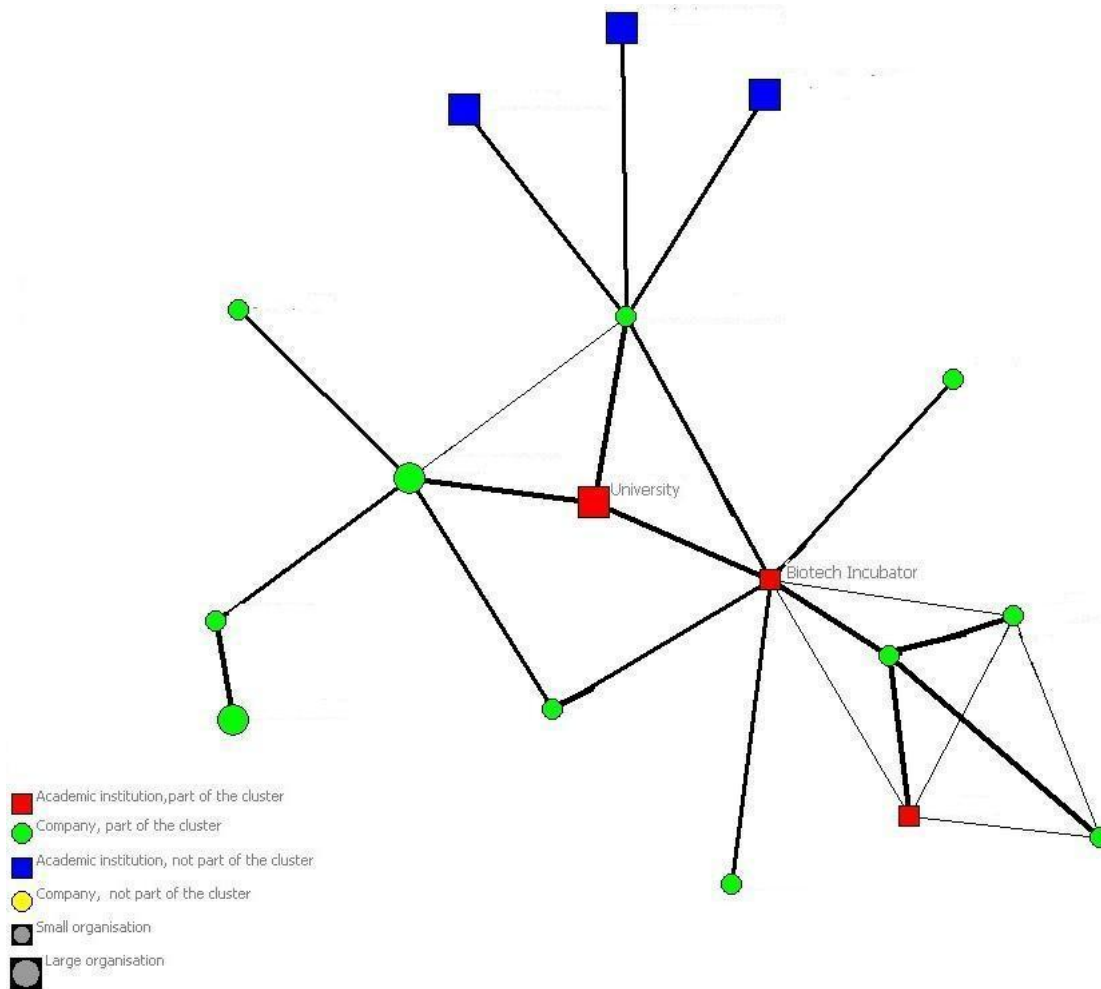 University
Biotech Incubator
Academic institution,part of the cluster
Company, part of the cluster
Academic institution, not part of the cluster
Company, not part of the cluster
Small organisation
Large organisation